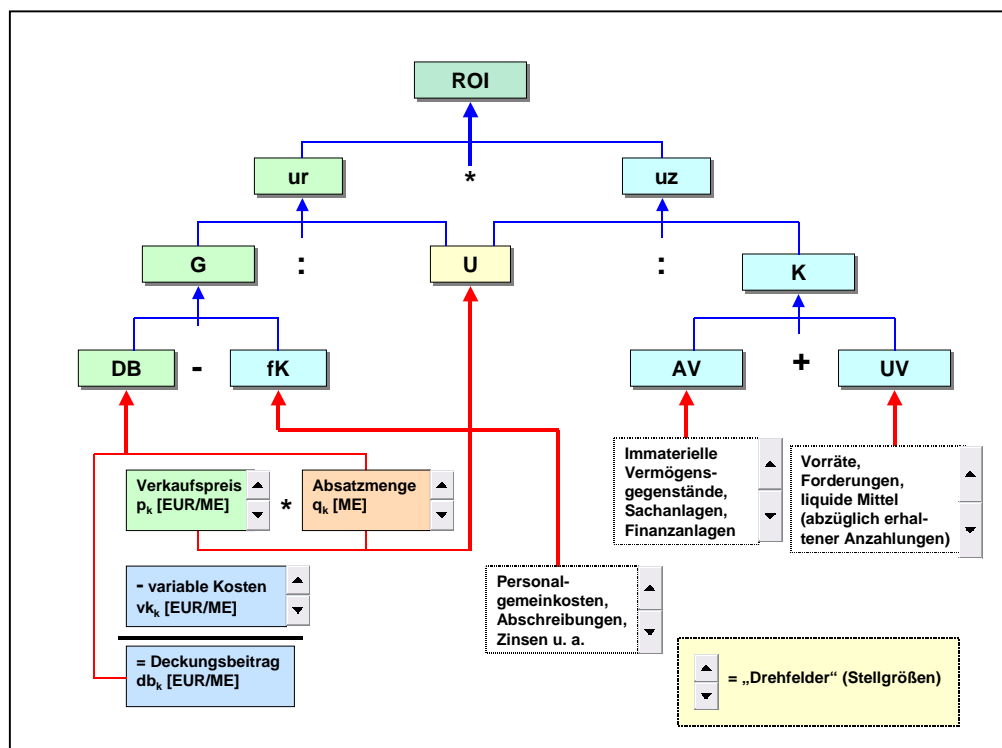 ROI
ur
*
uz
G
:
U
:
K
DB
-
fK
AV
+
UV
Verkaufspreis
pk [EUR/ME]
*
Absatzmenge
qk [ME]
Immaterielle
Vermögens-
gegenstände,
Sachanlagen,
Finanzanlagen
Vorräte,
Forderungen,
liquide Mittel
(abzüglich erhal-
tener Anzahlungen)
- variable Kosten
vkk [EUR/ME]
Personal-
gemeinkosten,
Abschreibungen,
Zinsen u. a.
= Deckungsbeitrag
dbk [EUR/ME]
= „Drehfelder“ (Stellgrößen)